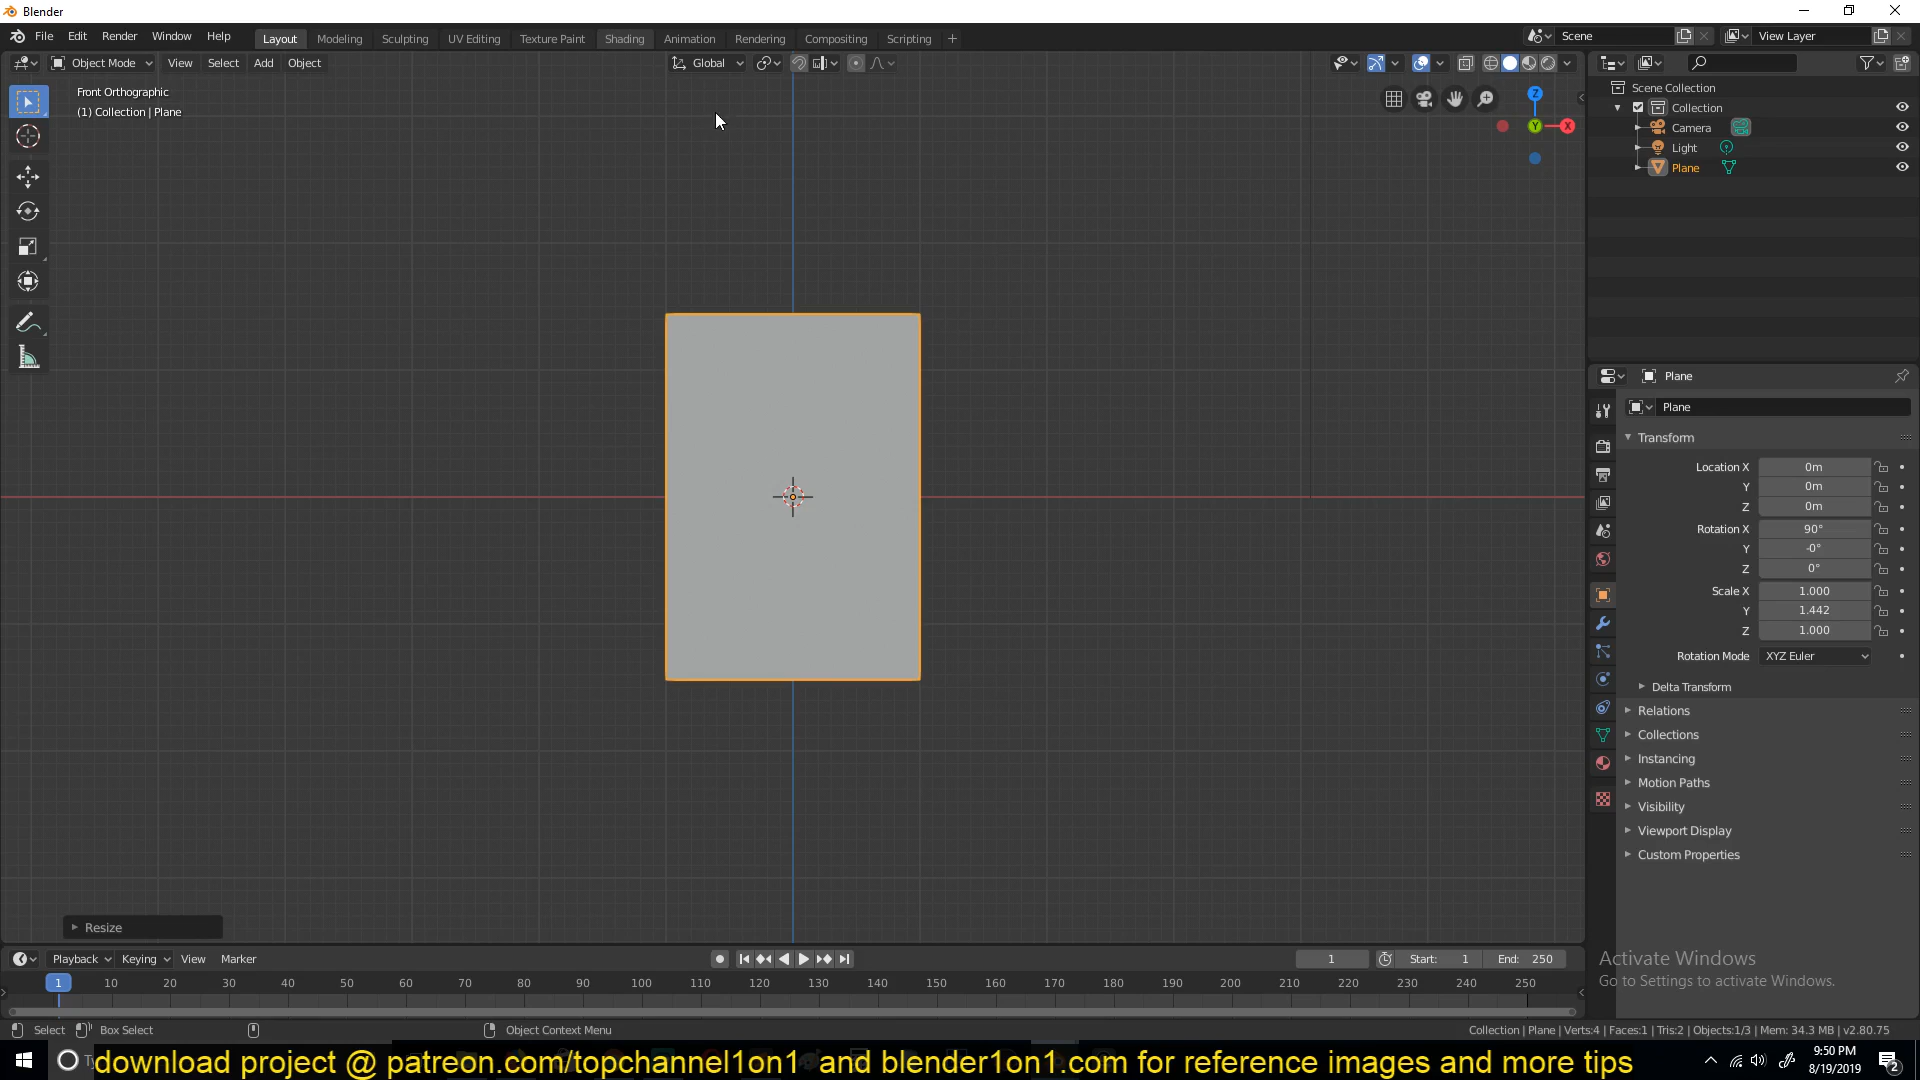 Blender
File Edit Render Window Help Layout Modeling Sculpting UV Editing Texture Paint Shading Animation Rendering Compositing Scripting + Scene View Layer
Object Mode View Select Add Object Global
Front Orthographic
(1) Collection | Plane
Z
Y
X
Scene Collection
Collection
Camera
Light
Plane
Plane
Plane
Transform
Location X 0m
Y 0m
Z 0m
Rotation X 90°
Y -0°
Z 0°
Scale X 1.000
Y 1.442
Z 1.000
Rotation Mode XYZ Euler
Delta Transform
Relations
Collections
Instancing
Motion Paths
Visibility
Viewport Display
Custom Properties
Resize
Activate Windows
Go to Settings to activate Windows.
Playback Keying View Marker 1 Start: 1 End: 250
1 10 20 30 40 50 60 70 80 90 100 110 120 130 140 150 160 170 180 190 200 210 220 230 240 250
Select Box Select Object Context Menu Collection | Plane | Verts:4 | Faces:1 | Tris:2 | Objects:1/3 | Mem: 34.3 MB | v2.80.75
download project @ patreon.com/topchannel1on1 and blender1on1.com for reference images and more tips
9:50 PM
8/19/2019
2